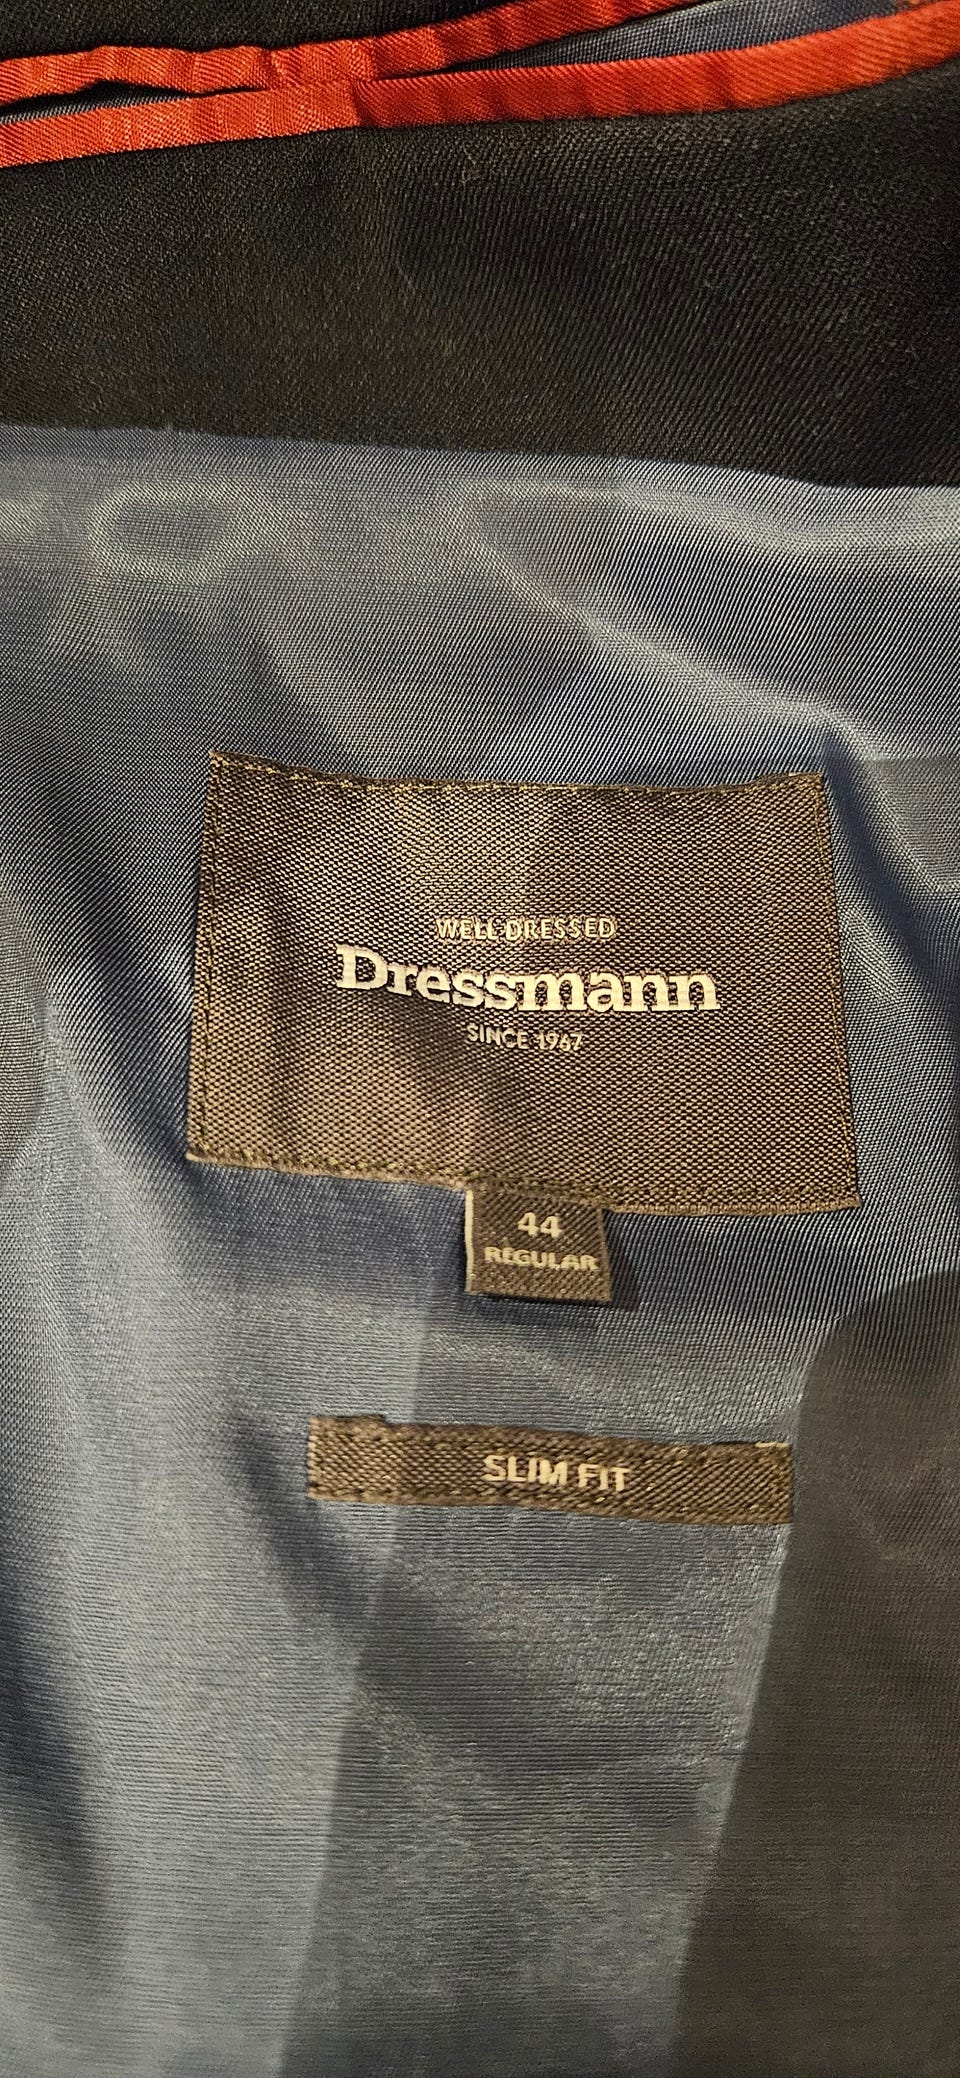 WELL DRESSED
Dressmann
SINCE 1967
44
REGULAR
SLIM FIT